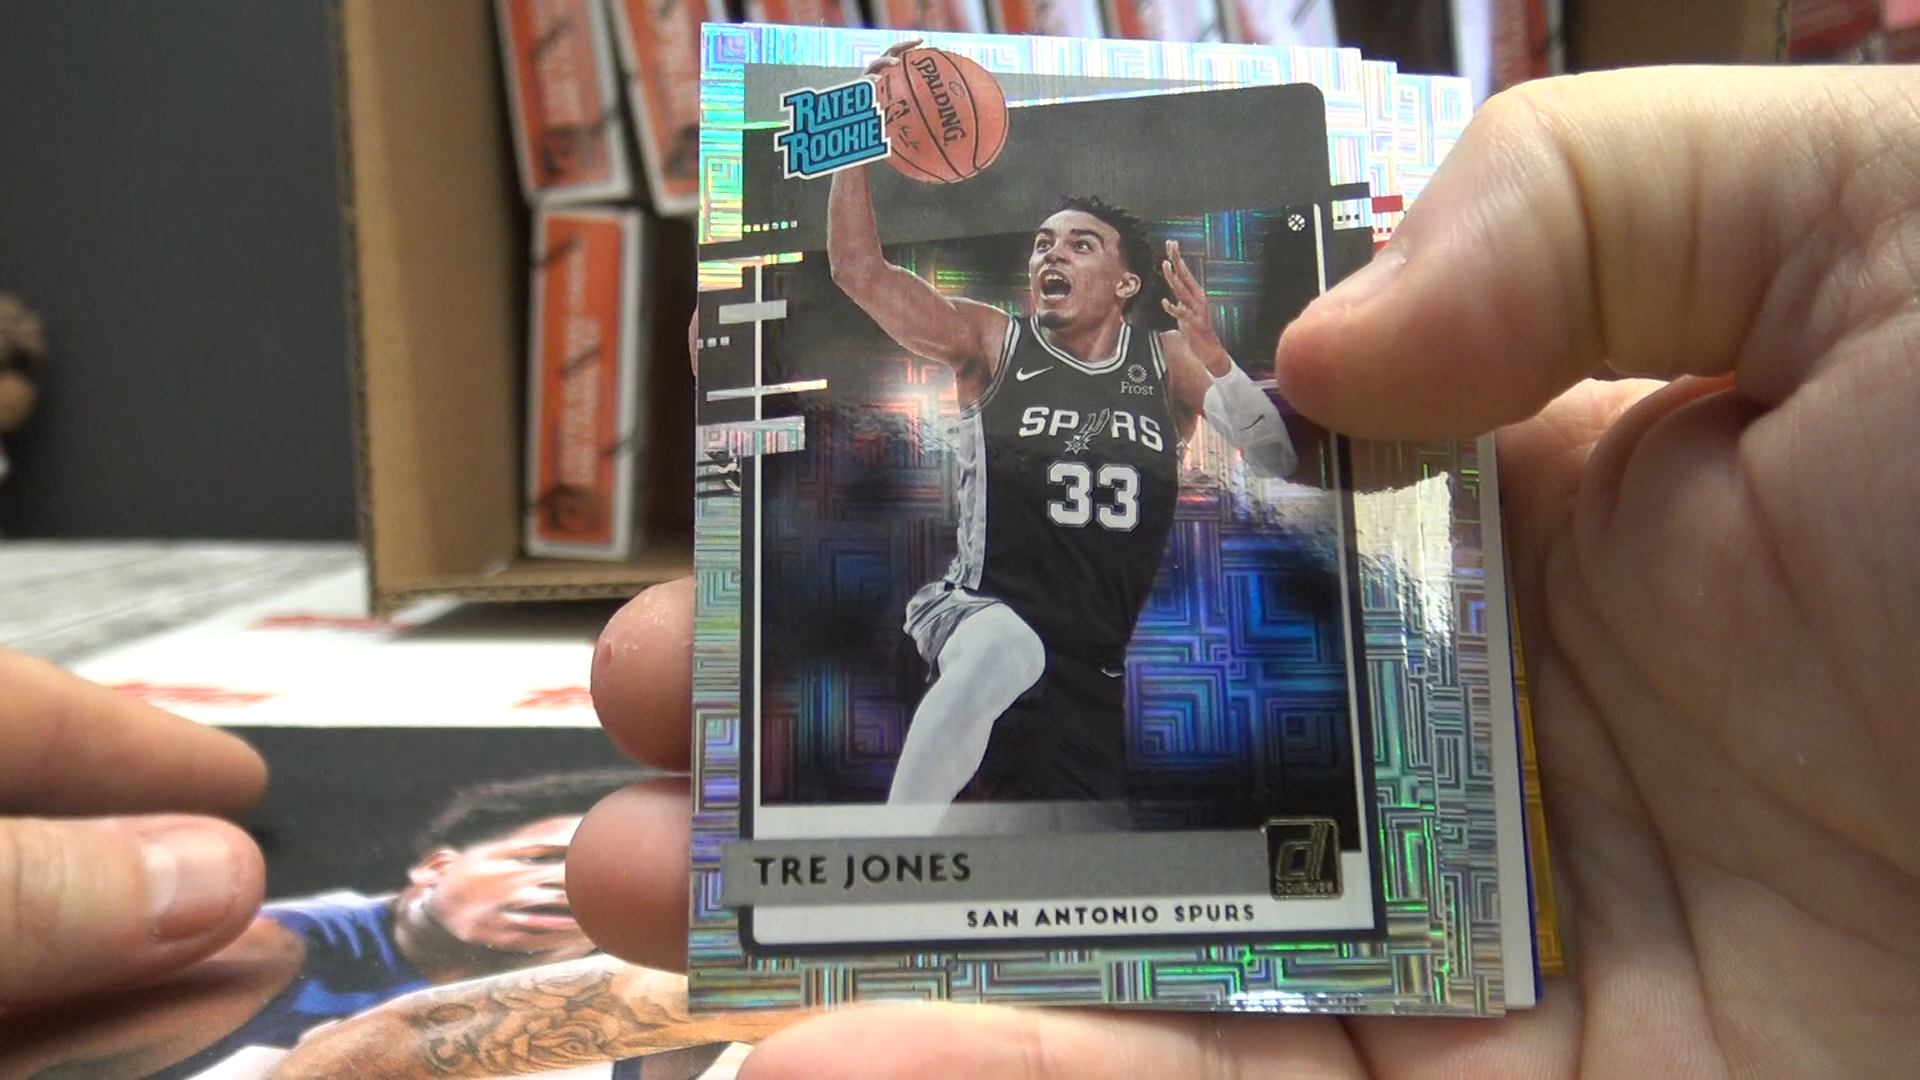 RATED
ROOKIE
SPALDING
Frost
SPURS
33
TRE JONES
donruss
SAN ANTONIO SPURS